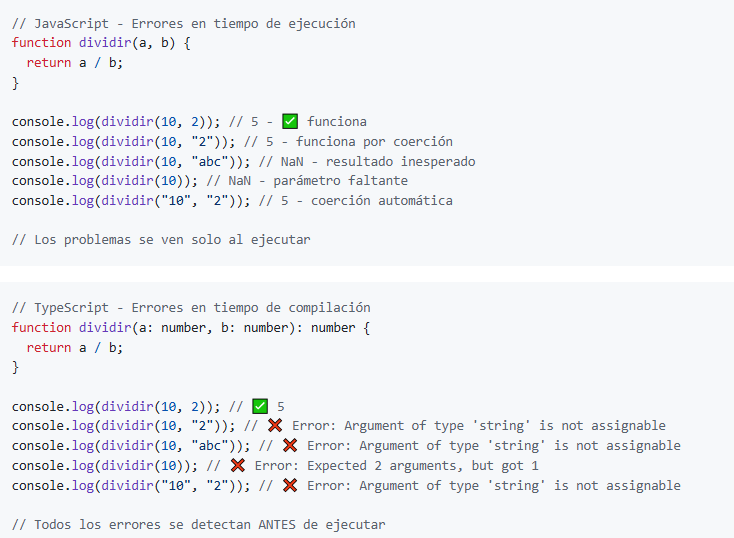 // JavaScript - Errores en tiempo de ejecución
function dividir(a, b) {
  return a / b;
}
console.log(dividir(10, 2)); // 5 - ✅ funciona
console.log(dividir(10, "2")); // 5 - funciona por coerción
console.log(dividir(10, "abc")); // NaN - resultado inesperado
console.log(dividir(10)); // NaN - parámetro faltante
console.log(dividir("10", "2")); // 5 - coerción automática
// Los problemas se ven solo al ejecutar
// TypeScript - Errores en tiempo de compilación
function dividir(a: number, b: number): number {
  return a / b;
}
console.log(dividir(10, 2)); // ✅ 5
console.log(dividir(10, "2")); // ❌ Error: Argument of type 'string' is not assignable
console.log(dividir(10, "abc")); // ❌ Error: Argument of type 'string' is not assignable
console.log(dividir(10)); // ❌ Error: Expected 2 arguments, but got 1
console.log(dividir("10", "2")); // ❌ Error: Argument of type 'string' is not assignable
// Todos los errores se detectan ANTES de ejecutar